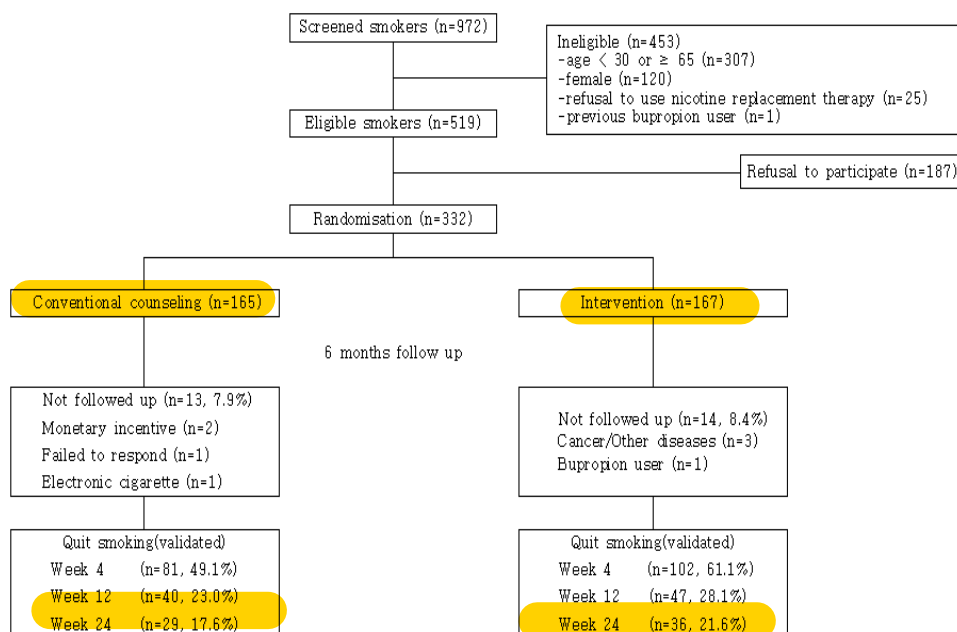 Screened smokers (n=972)
Ineligible (n=453)
-age < 30 or ≥ 65 (n=307)
-female (n=120)
-refusal to use nicotine replacement therapy (n=25)
-previous bupropion user (n=1)
Eligible smokers (n=519)
Refusal to participate (n=187)
Randomisation (n=332)
Conventional counseling (n=165)
Intervention (n=167)
6 months follow up
Not followed up (n=13, 7.9%)
Monetary incentive (n=2)
Failed to respond (n=1)
Electronic cigarette (n=1)
Not followed up (n=14, 8.4%)
Cancer/Other diseases (n=3)
Bupropion user (n=1)
Quit smoking(validated)
Week 4 (n=81, 49.1%)
Week 12 (n=40, 23.0%)
Week 24 (n=29, 17.6%)
Quit smoking(validated)
Week 4 (n=102, 61.1%)
Week 12 (n=47, 28.1%)
Week 24 (n=36, 21.6%)